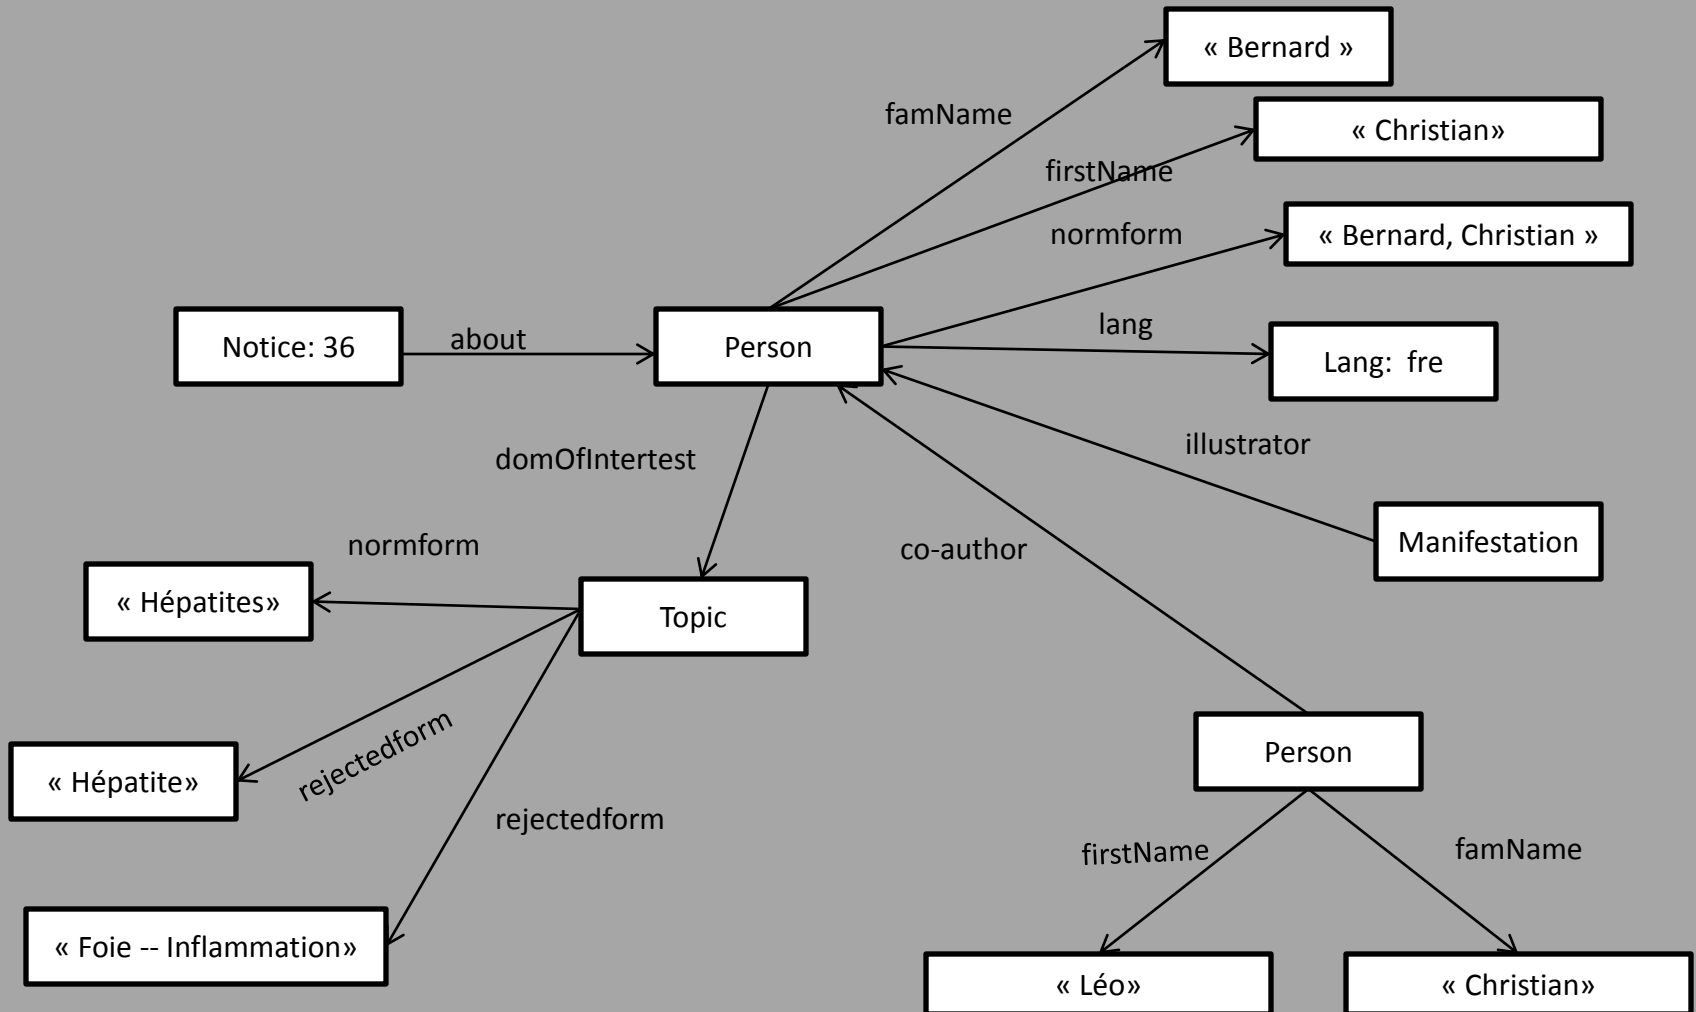 « Bernard »
famName
« Christian»
firstName
normform
« Bernard, Christian »
Notice: 36
about
Person
lang
Lang:  fre
illustrator
domOfIntertest
Manifestation
co-author
normform
« Hépatites»
Topic
rejectedform
Person
« Hépatite»
rejectedform
firstName
famName
« Foie -- Inflammation»
« Léo»
« Christian»